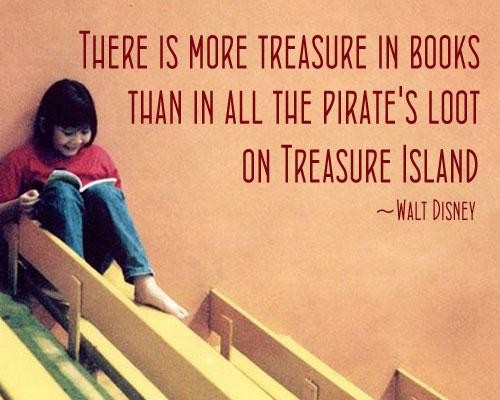 There is more treasure in books
than in all the pirate's loot
on Treasure Island
~Walt Disney